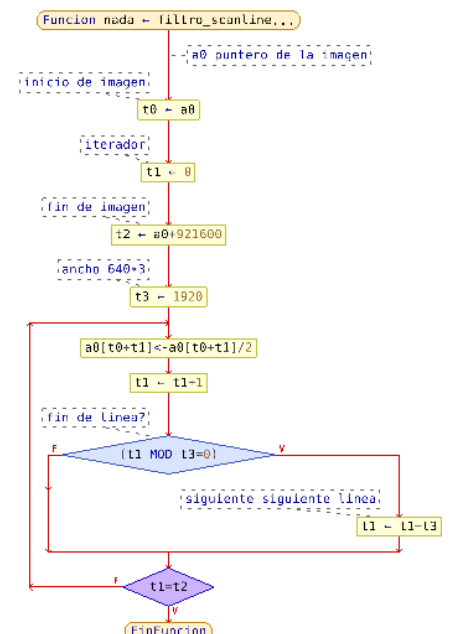 Funcion nada ← filtro_scanline...
a0 puntero de la imagen
inicio de imagen
t0 ← a0
iterador
t1 ← 0
fin de imagen
t2 ← a0+921600
ancho 640*3
t3 ← 1920
a0[t0+t1]<-a0[t0+t1]/2
t1 ← t1+1
fin de linea?
F
(t1 MOD t3=0)
V
siguiente siguiente linea
t1 ← t1-t3
F
t1=t2
V
FinFuncion